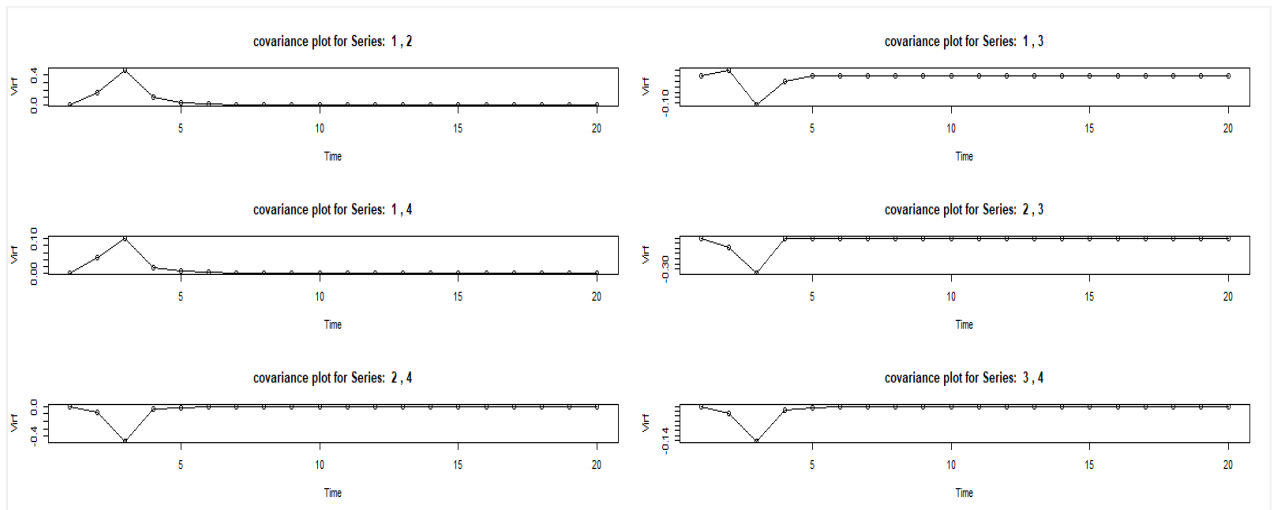 covariance plot for Series: 1 , 2
Virf
0.4
0.0
5 10 15 20
Time
covariance plot for Series: 1 , 3
Virf
-0.10
5 10 15 20
Time
covariance plot for Series: 1 , 4
Virf
0.10
0.00
5 10 15 20
Time
covariance plot for Series: 2 , 3
Virf
-0.30
5 10 15 20
Time
covariance plot for Series: 2 , 4
Virf
0.0
-0.4
5 10 15 20
Time
covariance plot for Series: 3 , 4
Virf
-0.14
5 10 15 20
Time